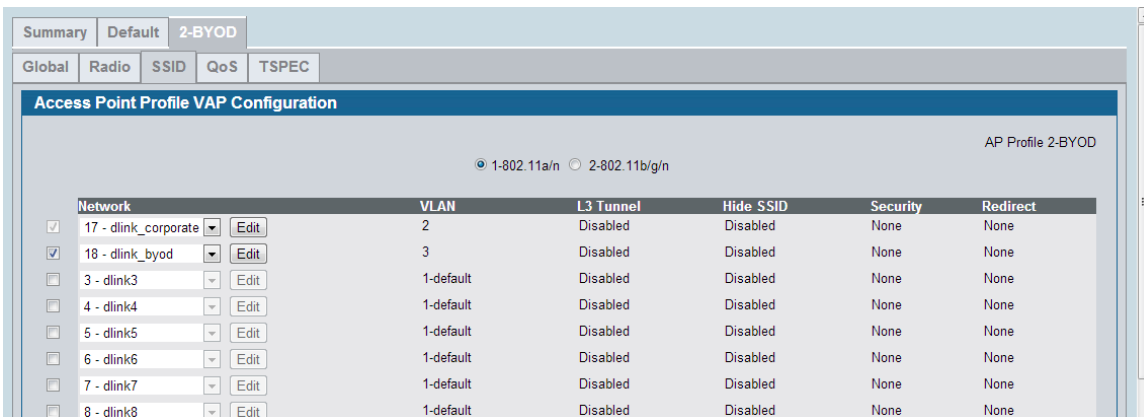 Summary Default 2-BYOD
Global Radio SSID QoS TSPEC
Access Point Profile VAP Configuration
AP Profile 2-BYOD
1-802.11a/n 2-802.11b/g/n
Network VLAN L3 Tunnel Hide SSID Security Redirect
17 - dlink_corporate Edit 2 Disabled Disabled None None
18 - dlink_byod Edit 3 Disabled Disabled None None
3 - dlink3 Edit 1-default Disabled Disabled None None
4 - dlink4 Edit 1-default Disabled Disabled None None
5 - dlink5 Edit 1-default Disabled Disabled None None
6 - dlink6 Edit 1-default Disabled Disabled None None
7 - dlink7 Edit 1-default Disabled Disabled None None
8 - dlink8 Edit 1-default Disabled Disabled None None